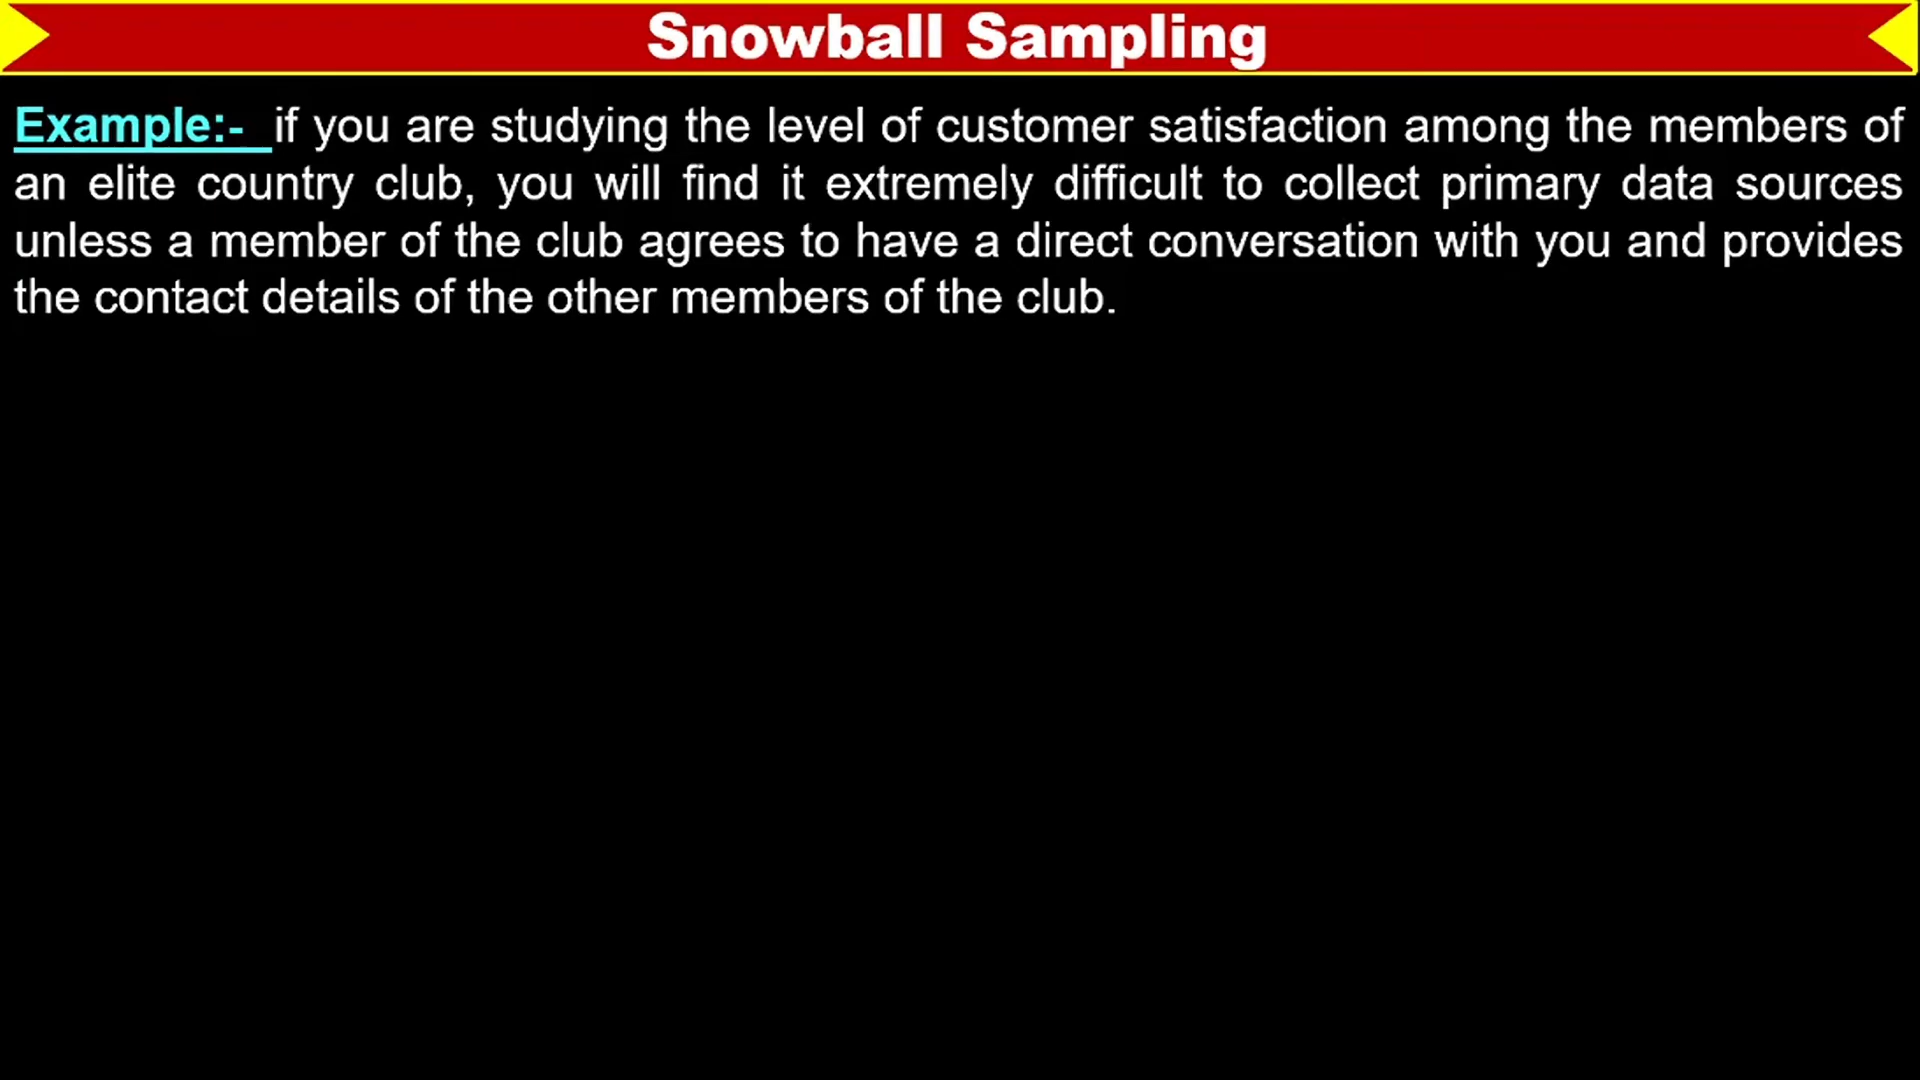 Snowball Sampling
Example:- if you are studying the level of customer satisfaction among the members of
an elite country club, you will find it extremely difficult to collect primary data sources
unless a member of the club agrees to have a direct conversation with you and provides
the contact details of the other members of the club.